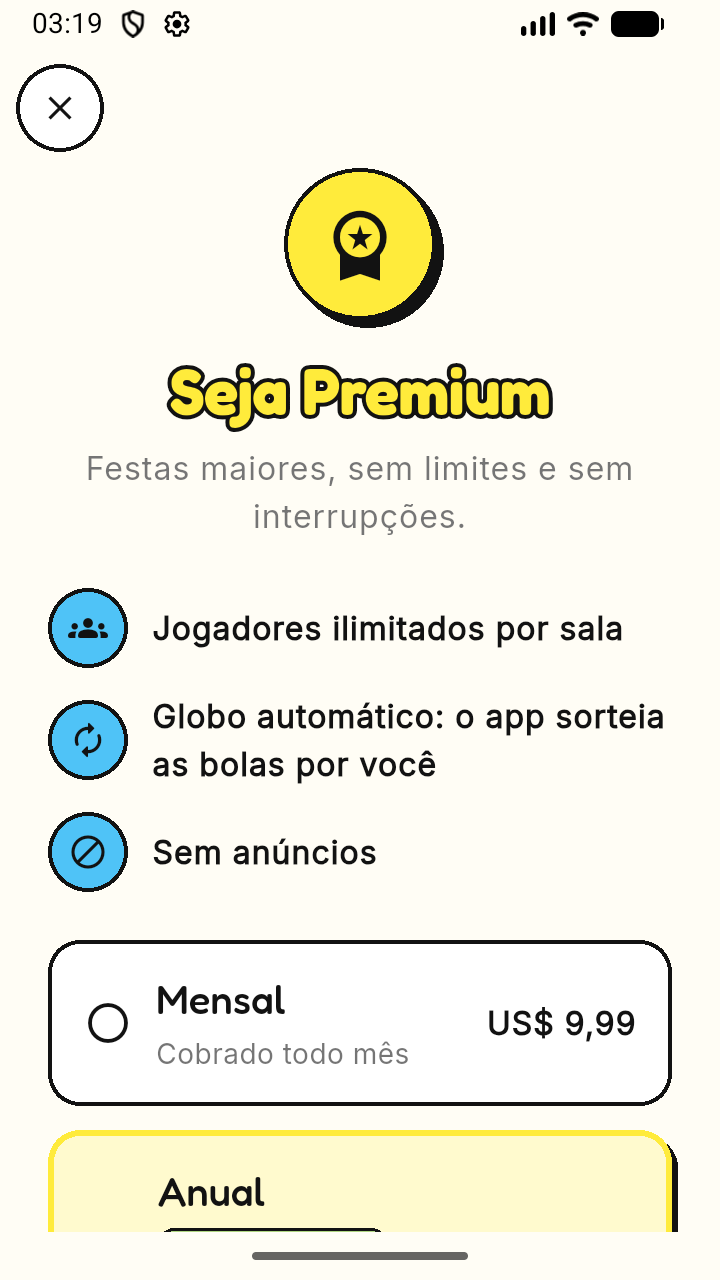 03:19
Seja Premium
Festas maiores, sem limites e sem
interrupções.
Jogadores ilimitados por sala
Globo automático: o app sorteia
as bolas por você
Sem anúncios
Mensal
US$ 9,99
Cobrado todo mês
Anual